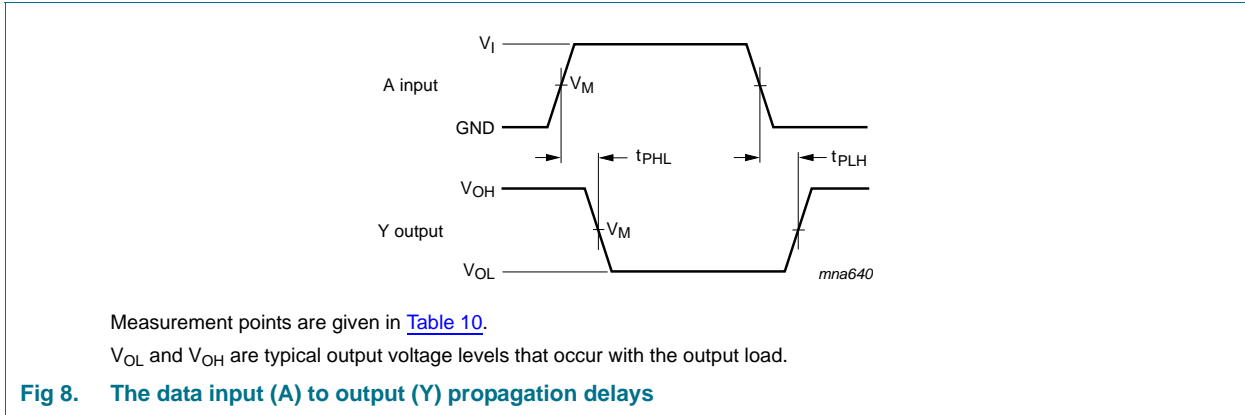 VI
A input
VM
GND
tPHL
tPLH
VOH
Y output
VM
VOL
mna640
Measurement points are given in Table 10.
VOL and VOH are typical output voltage levels that occur with the output load.
Fig 8. The data input (A) to output (Y) propagation delays